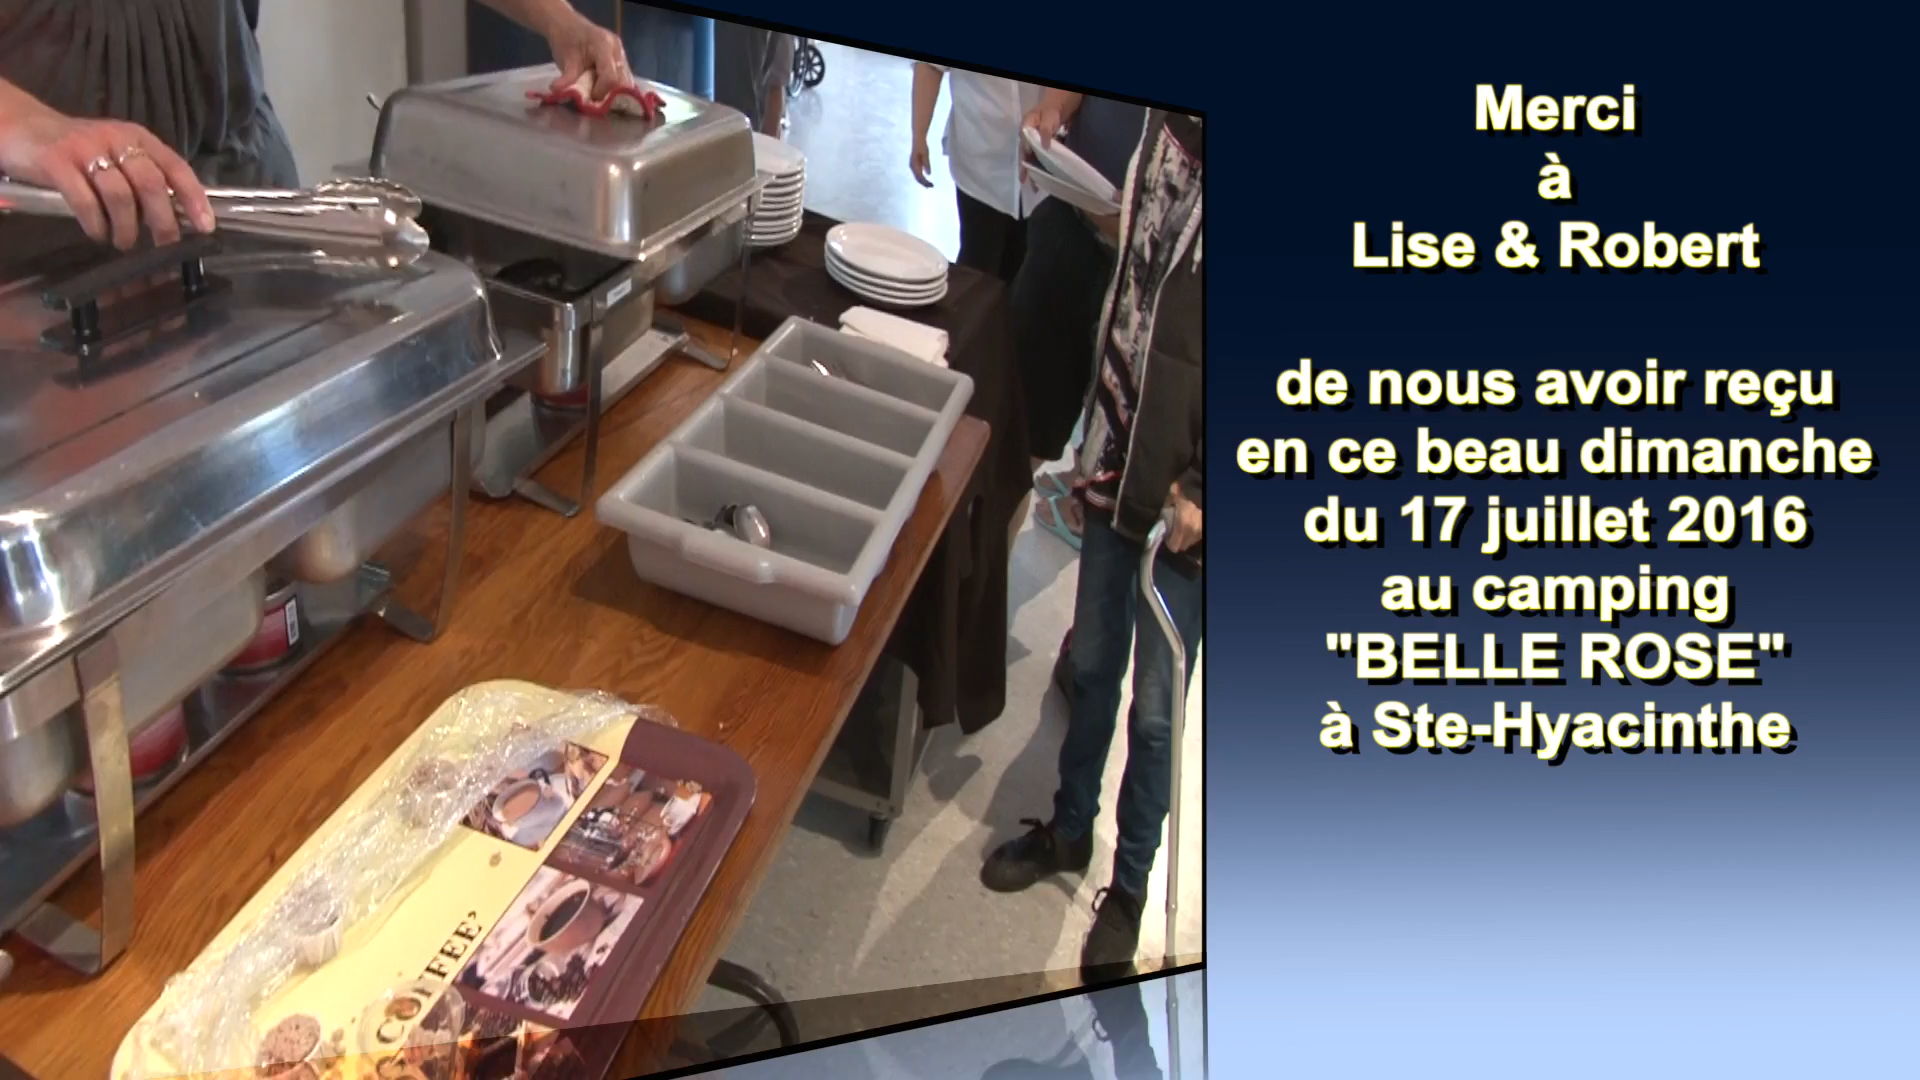 Merci
à
Lise & Robert
de nous avoir reçu
en ce beau dimanche
du 17 juillet 2016
au camping
"BELLE ROSE"
à Ste-Hyacinthe
COFFEE'